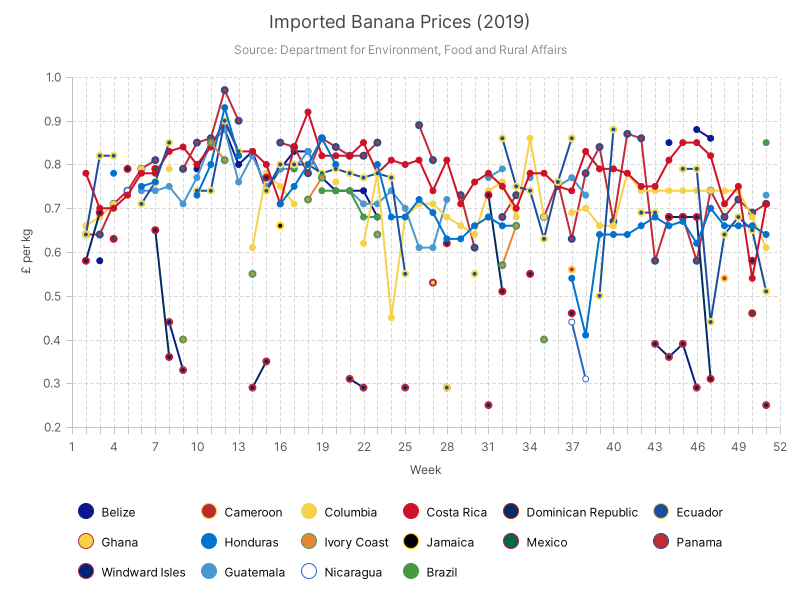 Imported Banana Prices (2019)
Source: Department for Environment, Food and Rural Affairs
£ per kg
1.0
0.9
0.8
0.7
0.6
0.5
0.4
0.3
0.2
1 4 7 10 13 16 19 22 25 28 31 34 37 40 43 46 49 52
Week
Belize Cameroon Columbia Costa Rica Dominican Republic Ecuador
Ghana Honduras Ivory Coast Jamaica Mexico Panama
Windward Isles Guatemala Nicaragua Brazil